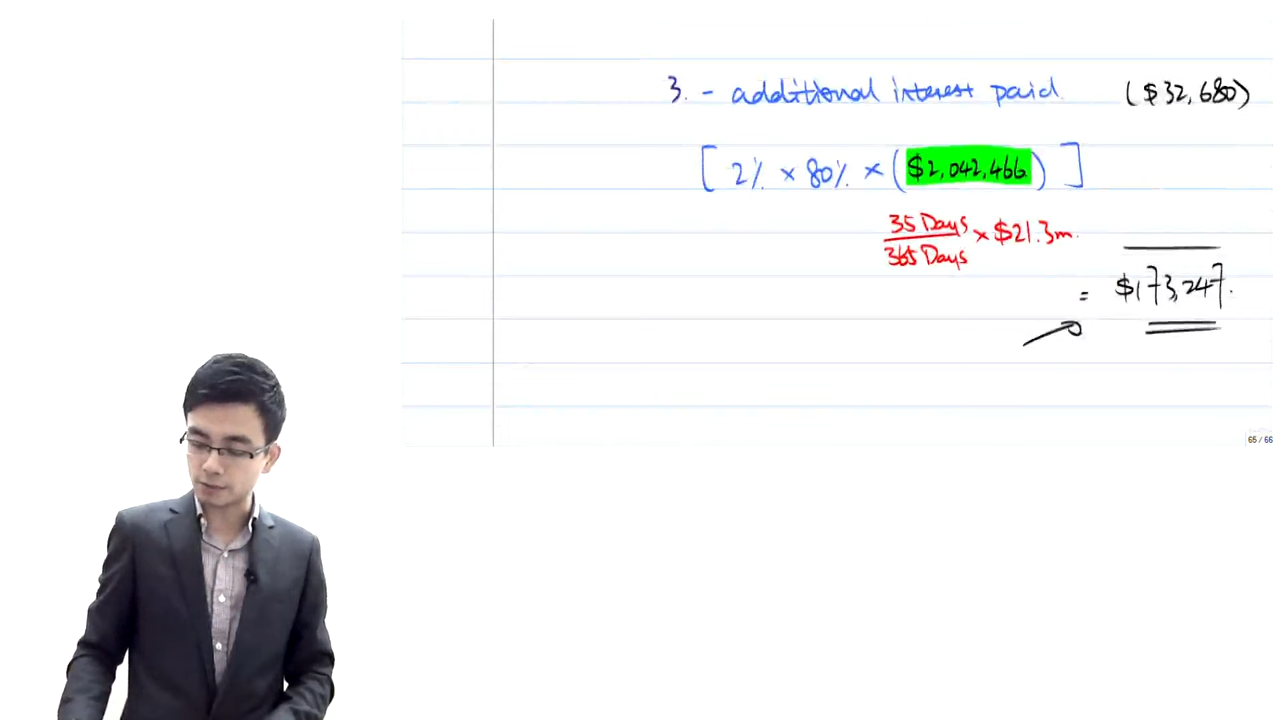 3. - additional interest paid ($32,680)
[ 2% × 80% × ($2,042,466) ]
35 Days
365 Days × $21.3m.
= $173,247.
65 / 66